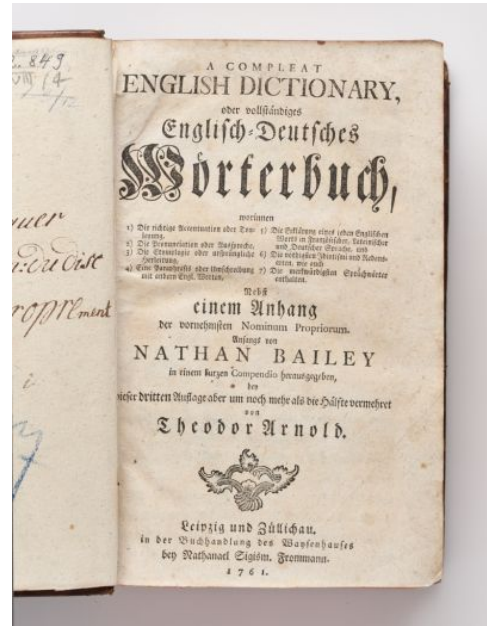 849
14
A COMPLEAT
ENGLISH DICTIONARY,
oder vollständiges
Englisch-Deutsches
Wörterbuch,
worinnen
1) Die richtige Accentuation oder Ton-
2) Die Pronunciation oder Aussprache.
3) Die Etymologie oder ursprüngliche
Herleitung.
4) Eine Paraphrasis oder Umschreibung
mit andern Engl. Wörtern.
5) Die Erklärung eines jeden Englischen
Worts in französischer, lateinischer
und Deutscher Sprache, und
6) Die nöthigsten Idiotismi und Redens-
arten, wie auch
7) Die merkwürdigsten Sprüchwörter
enthalten.
Nebst
einem Anhang
der vornehmsten Nominum Propriorum.
Anfangs von
NATHAN BAILEY
in einem kurzen Compendio herausgegeben,
bey
dieser dritten Auflage aber um noch mehr als die Hälfte vermehret
von
Theodor Arnold.
Leipzig und Züllichau.
in der Buchhandlung des Waysenhauses
bey Nathanael Sigism. Frommann.
1761.